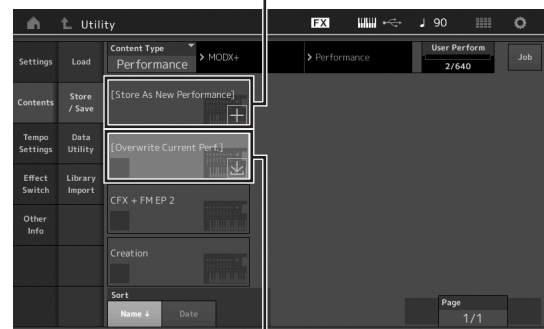 Utility
FX
♩ 90
Settings
Load
Content Type
Performance
> MODX+
> Performance
User Perform
2/640
Job
Contents
Store
/ Save
[Store As New Performance]
Tempo
Settings
Data
Utility
[Overwrite Current Perf.]
Effect
Switch
Library
Import
CFX + FM EP 2
Other
Info
Creation
Sort
Name ↓
Date
Page
1/1